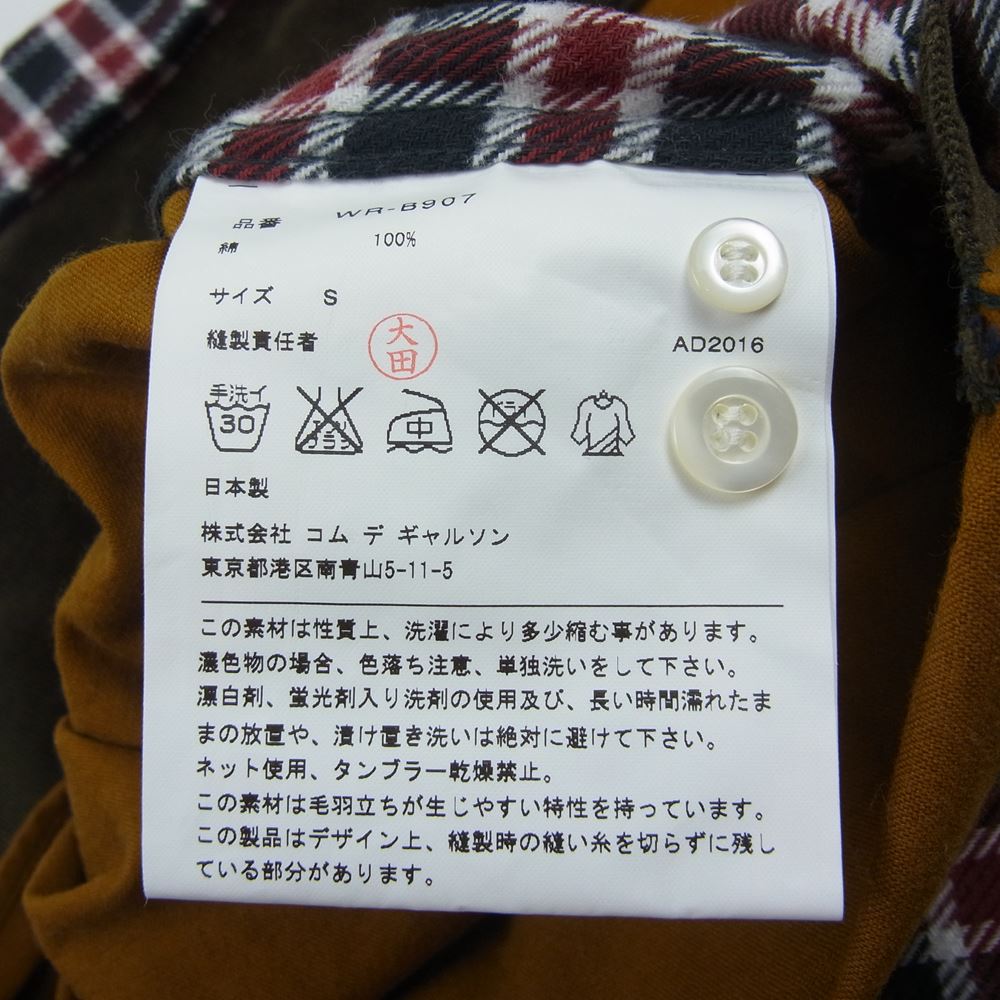 品番 WR-B907
綿 100%
サイズ S
縫製責任者 大田
AD2016
手洗イ
30 エンソサラシ 中 ドライ
日本製
株式会社 コム デ ギャルソン
東京都港区南青山5-11-5
この素材は性質上、洗濯により多少縮む事があります。
濃色物の場合、色落ち注意、単独洗いをして下さい。
漂白剤、蛍光剤入り洗剤の使用及び、長い時間濡れたま
まの放置や、漬け置き洗いは絶対に避けて下さい。
ネット使用、タンブラー乾燥禁止。
この素材は毛羽立ちが生じやすい特性を持っています。
この製品はデザイン上、縫製時の縫い糸を切らずに残し
ている部分があります。